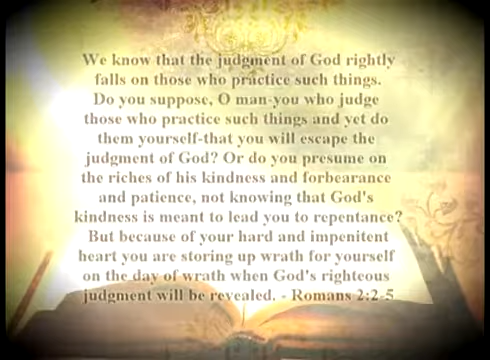 We know that the judgment of God rightly
falls on those who practice such things.
Do you suppose, O man-you who judge
those who practice such things and yet do
them yourself-that you will escape the
judgment of God? Or do you presume on
the riches of his kindness and forbearance
and patience, not knowing that God's
kindness is meant to lead you to repentance?
But because of your hard and impenitent
heart you are storing up wrath for yourself
on the day of wrath when God's righteous
judgment will be revealed. - Romans 2:2-5